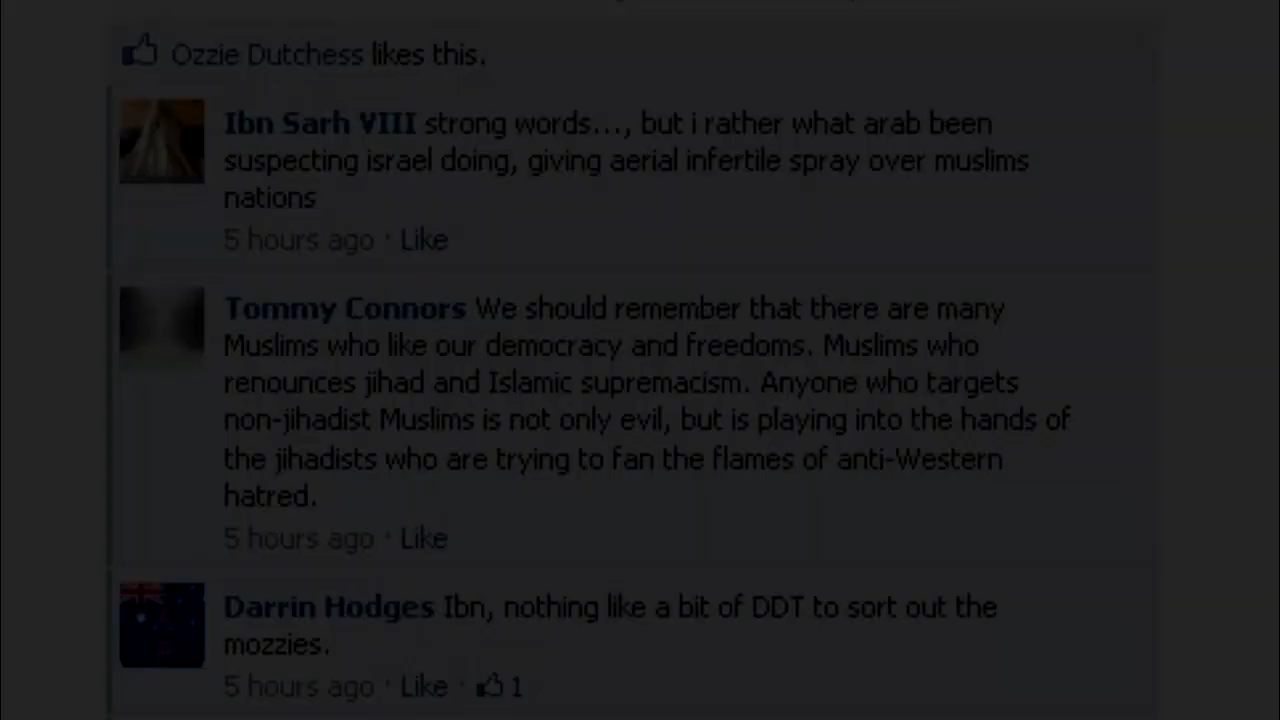 Ozzie Dutchess likes this.
Ibn Sarh VIII strong words..., but i rather what arab been
suspecting israel doing, giving aerial infertile spray over muslims
nations
5 hours ago · Like
Tommy Connors We should remember that there are many
Muslims who like our democracy and freedoms. Muslims who
renounces jihad and Islamic supremacism. Anyone who targets
non-jihadist Muslims is not only evil, but is playing into the hands of
the jihadists who are trying to fan the flames of anti-Western
hatred.
5 hours ago · Like
Darrin Hodges Ibn, nothing like a bit of DDT to sort out the
mozzies.
5 hours ago · Like · 1